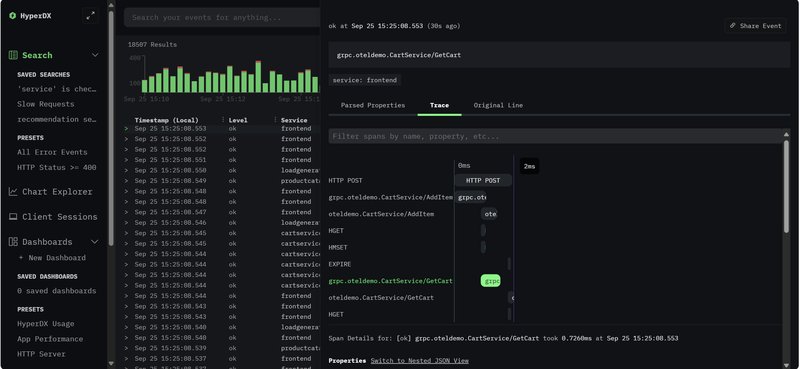 HyperDX
Search
SAVED SEARCHES
'service' is chec…
Slow Requests
recommendation se…
PRESETS
All Error Events
HTTP Status >= 400
Chart Explorer
Client Sessions
Dashboards
+ New Dashboard
SAVED DASHBOARDS
0 saved dashboards
PRESETS
HyperDX Usage
App Performance
HTTP Server
Search your events for anything...
18507 Results
400
100
Sep 25 15:10
Sep 25 15:12
Sep 25
Timestamp (Local) Level Service
> Sep 25 15:25:08.553 ok frontend
> Sep 25 15:25:08.552 ok frontend
> Sep 25 15:25:08.552 ok frontend
> Sep 25 15:25:08.551 ok frontend
> Sep 25 15:25:08.550 ok loadgenera
> Sep 25 15:25:08.549 ok productcata
> Sep 25 15:25:08.548 ok frontend
> Sep 25 15:25:08.548 ok frontend
> Sep 25 15:25:08.547 ok frontend
> Sep 25 15:25:08.546 ok loadgenera
> Sep 25 15:25:08.545 ok cartservice
> Sep 25 15:25:08.544 ok cartservice
> Sep 25 15:25:08.544 ok cartservice
> Sep 25 15:25:08.544 ok cartservice
> Sep 25 15:25:08.544 ok cartservice
> Sep 25 15:25:08.544 ok frontend
> Sep 25 15:25:08.543 ok frontend
> Sep 25 15:25:08.543 ok frontend
> Sep 25 15:25:08.540 ok loadgenera
> Sep 25 15:25:08.540 ok frontend
> Sep 25 15:25:08.539 ok productcata
> Sep 25 15:25:08.537 ok frontend
> Sep 25 15:25:08.537 ok frontend
ok at Sep 25 15:25:08.553 (30s ago)
Share Event
grpc.oteldemo.CartService/GetCart
service: frontend
Parsed Properties Trace Original Line
Filter spans by name, property, etc...
0ms 2ms
HTTP POST HTTP POST
grpc.oteldemo.CartService/AddItem grpc.ote
oteldemo.CartService/AddItem ote
HGET
HMSET
EXPIRE
grpc.oteldemo.CartService/GetCart grpc
oteldemo.CartService/GetCart
HGET
Span Details for: [ok] grpc.oteldemo.CartService/GetCart took 0.7260ms at Sep 25 15:25:08.553
Properties Switch to Nested JSON View